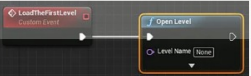 LoadTheFirstLevel
Custom Event
Open Level
Level Name None